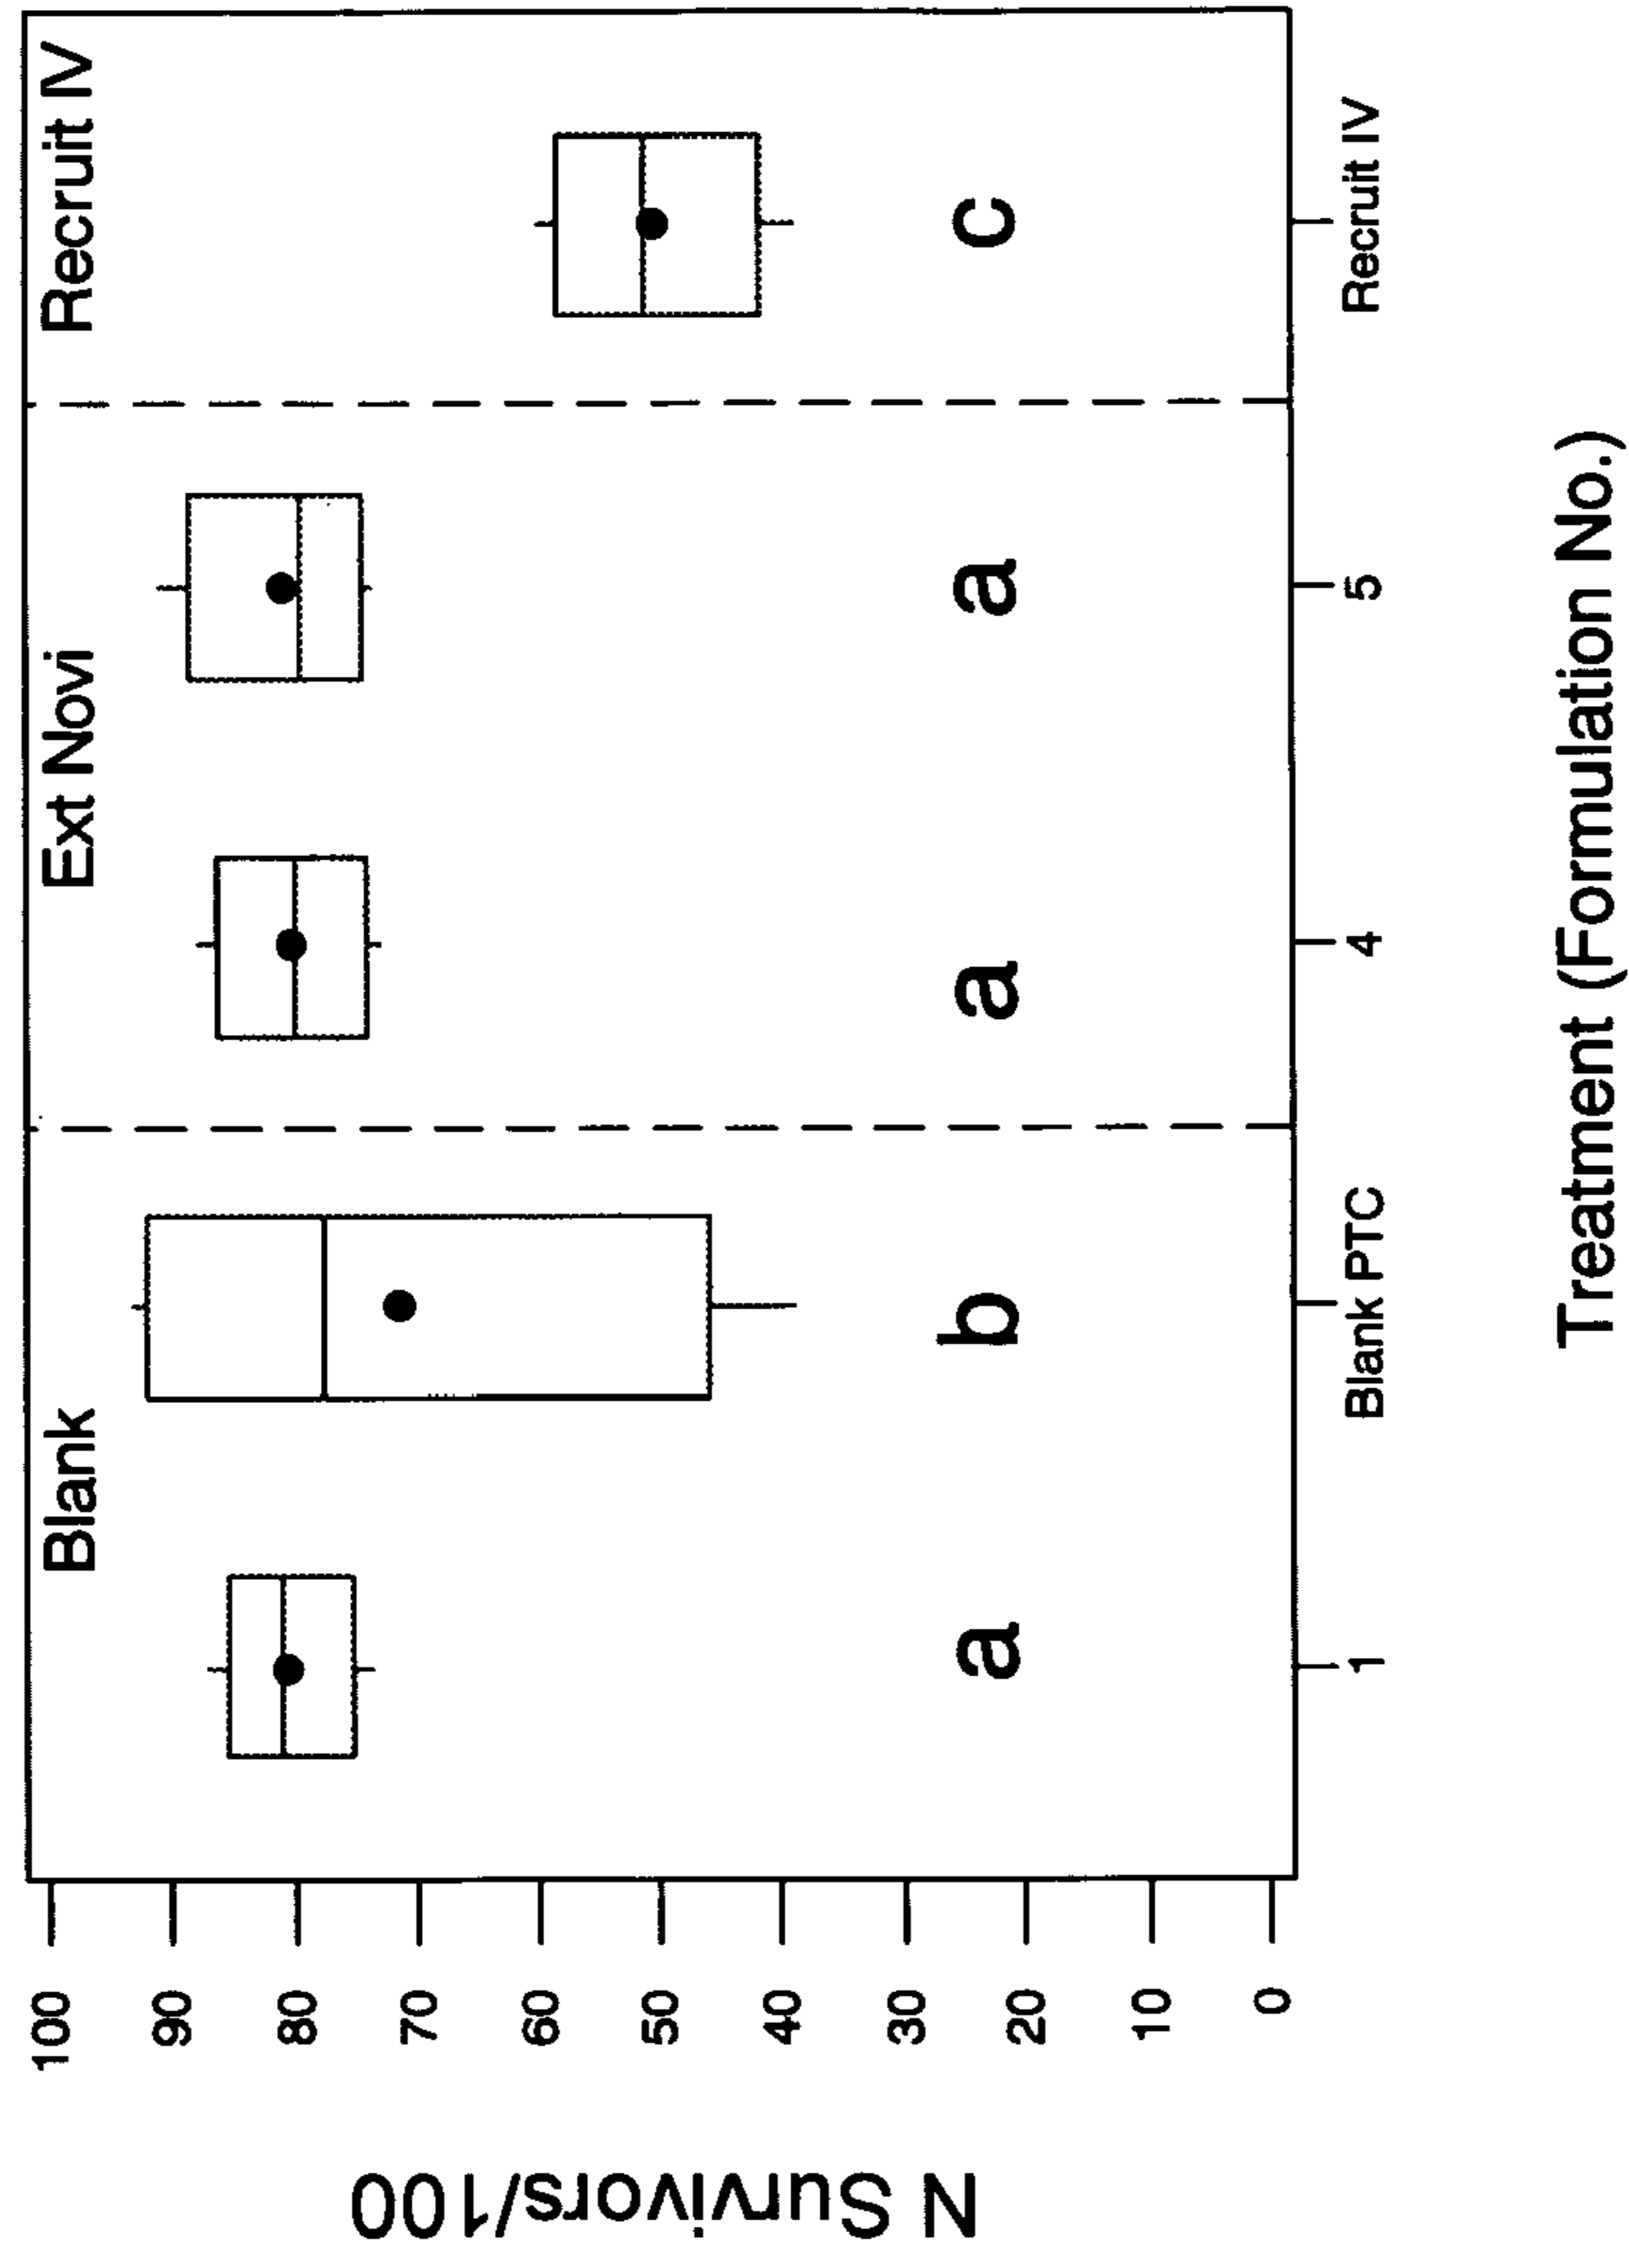 Blank
Ext Novi
Recruit IV
N Survivors/100
100
90
80
70
60
50
40
30
20
10
0
a
b
a
a
c
1
Blank PTC
4
5
Recruit IV
Treatment (Formulation No.)